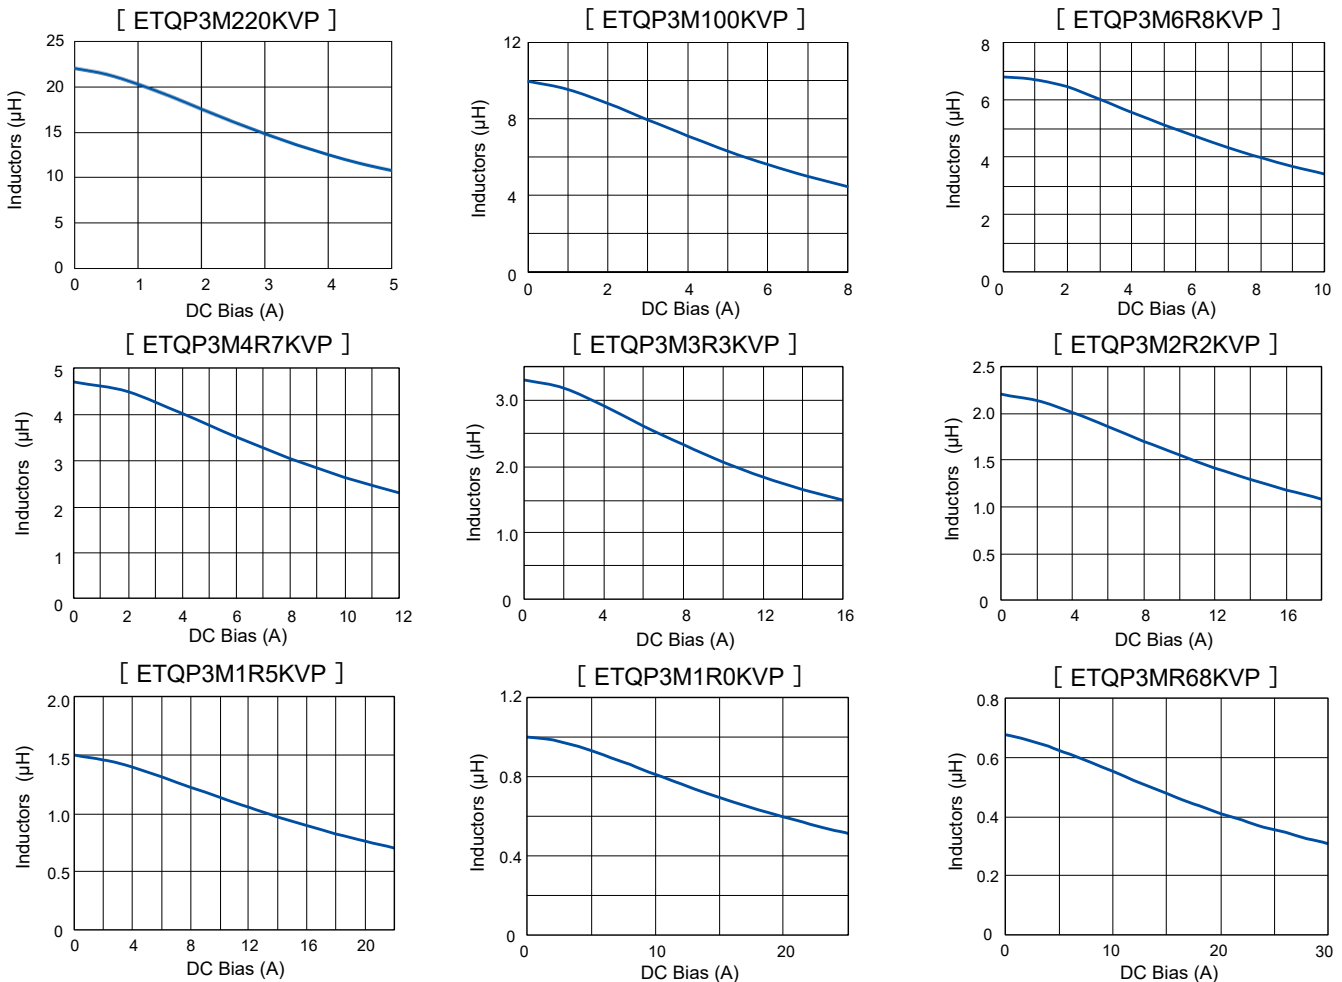 [ ETQP3M220KVP ]
25
20
15
10
5
0
0 1 2 3 4 5
Inductors (μH)
DC Bias (A)
[ ETQP3M100KVP ]
12
8
4
0
0 2 4 6 8
Inductors (μH)
DC Bias (A)
[ ETQP3M6R8KVP ]
8
6
4
2
0
0 2 4 6 8 10
Inductors (μH)
DC Bias (A)
[ ETQP3M4R7KVP ]
5
4
3
2
1
0
0 2 4 6 8 10 12
Inductors (μH)
DC Bias (A)
[ ETQP3M3R3KVP ]
3.0
2.0
1.0
0
0 4 8 12 16
Inductors (μH)
DC Bias (A)
[ ETQP3M2R2KVP ]
2.5
2.0
1.5
1.0
0.5
0
0 4 8 12 16
Inductors (μH)
DC Bias (A)
[ ETQP3M1R5KVP ]
2.0
1.5
1.0
0.5
0
0 4 8 12 16 20
Inductors (μH)
DC Bias (A)
[ ETQP3M1R0KVP ]
1.2
0.8
0.4
0
0 10 20
Inductors (μH)
DC Bias (A)
[ ETQP3MR68KVP ]
0.8
0.6
0.4
0.2
0
0 10 20 30
Inductors (μH)
DC Bias (A)